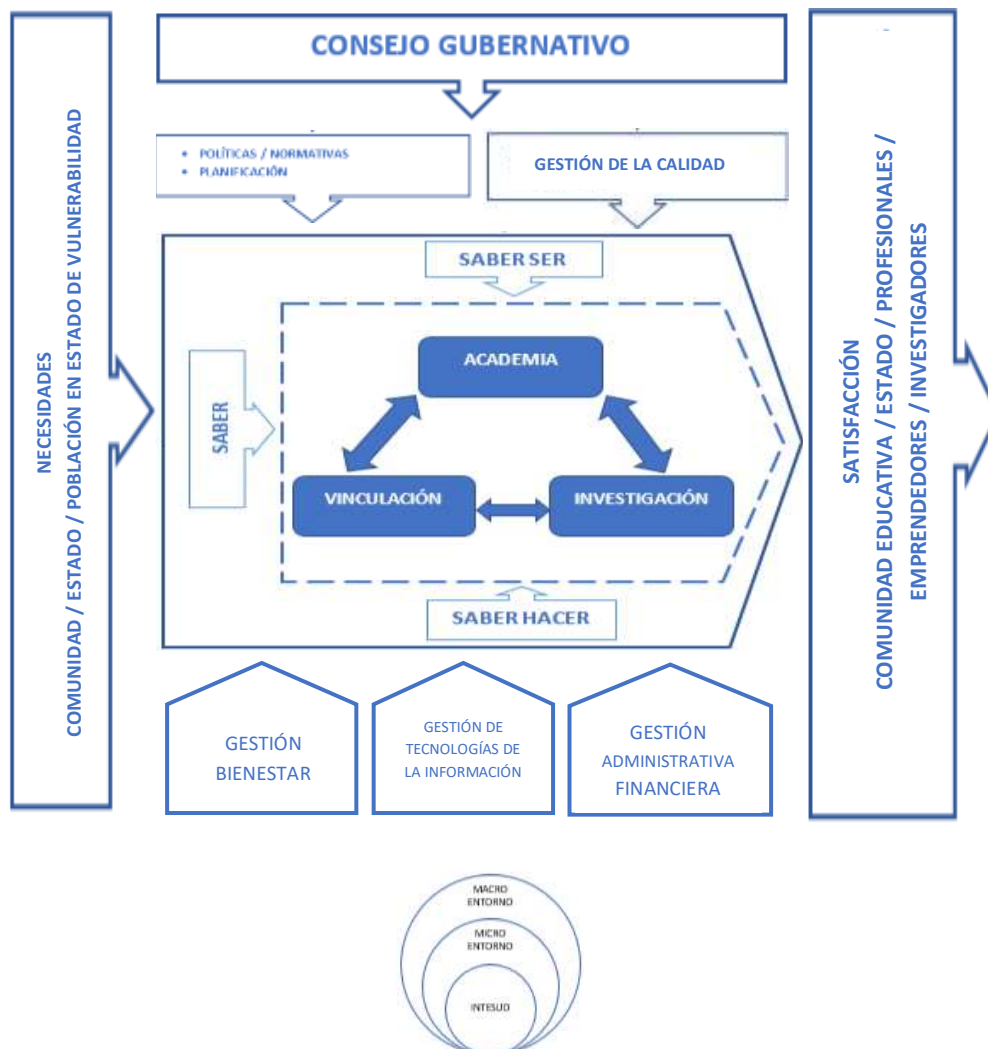 CONSEJO GUBERNATIVO
NECESIDADES
COMUNIDAD / ESTADO / POBLACIÓN EN ESTADO DE VULNERABILIDAD
• POLÍTICAS / NORMATIVAS
• PLANIFICACIÓN
GESTIÓN DE LA CALIDAD
SABER SER
SABER
ACADEMIA
VINCULACIÓN
INVESTIGACIÓN
SABER HACER
GESTIÓN
BIENESTAR
GESTIÓN DE
TECNOLOGÍAS DE
LA INFORMACIÓN
GESTIÓN
ADMINISTRATIVA
FINANCIERA
SATISFACCIÓN
COMUNIDAD EDUCATIVA / ESTADO / PROFESIONALES /
EMPRENDEDORES / INVESTIGADORES
MACRO
ENTORNO
MICRO
ENTORNO
INTESUD